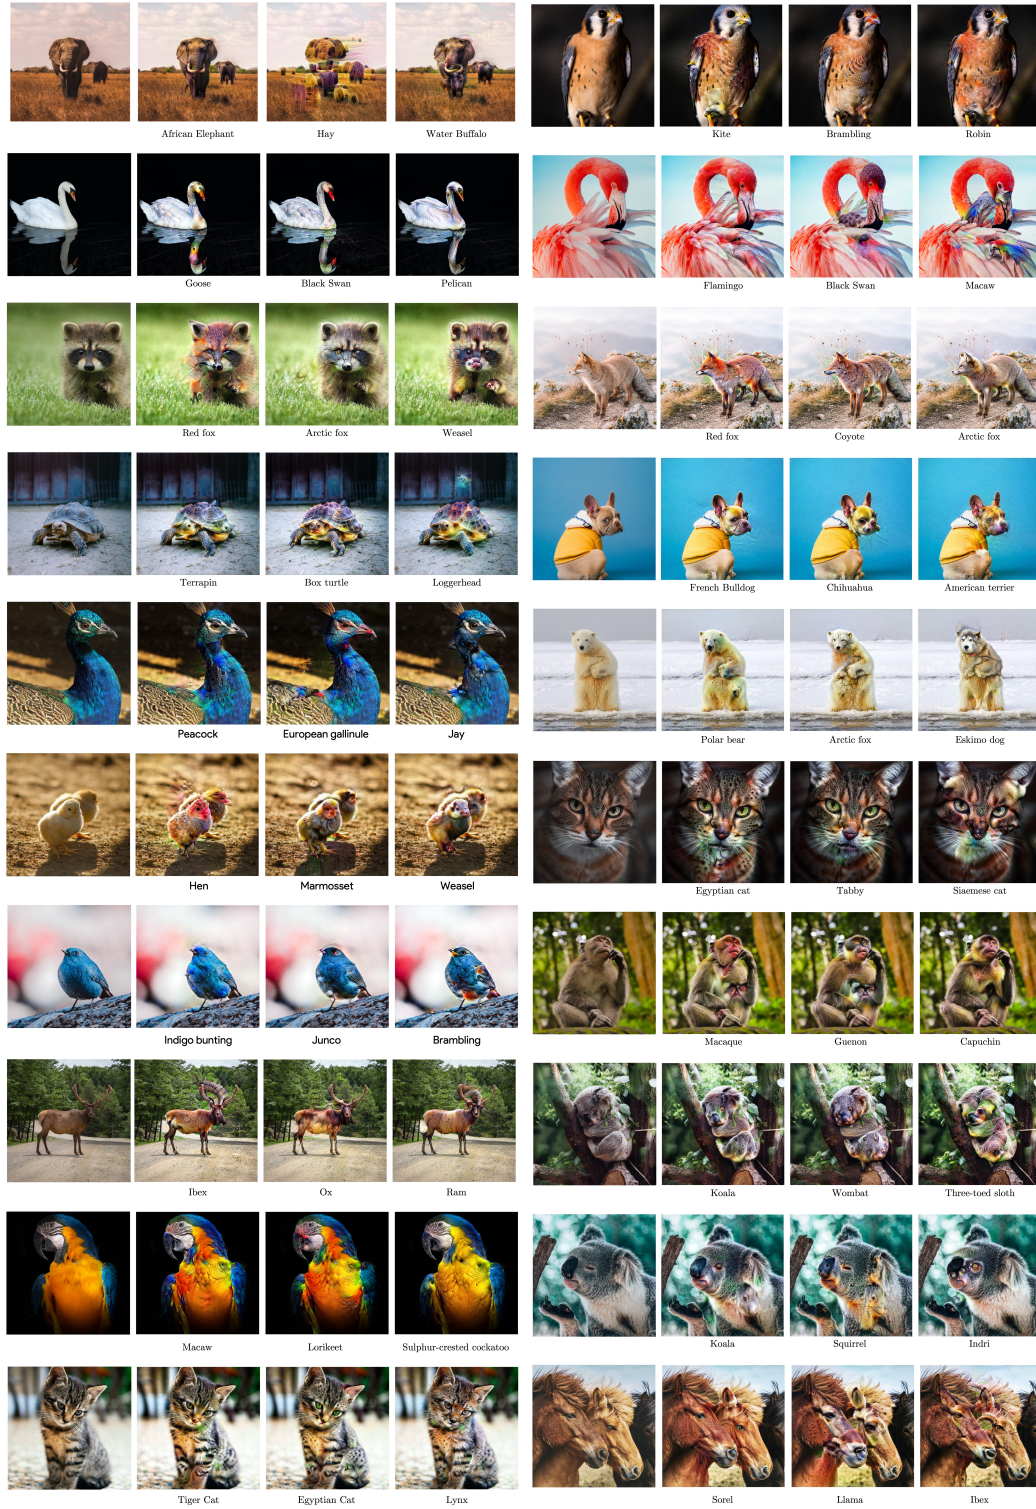 African Elephant Hay Water Buffalo
Kite Brambling Robin
Goose Black Swan Pelican
Flamingo Black Swan Macaw
Red fox Arctic fox Weasel
Red fox Coyote Arctic fox
Terrapin Box turtle Loggerhead
French Bulldog Chihuahua American terrier
Peacock European gallinule Jay
Polar bear Arctic fox Eskimo dog
Hen Marmosset Weasel
Egyptian cat Tabby Siaemese cat
Indigo bunting Junco Brambling
Macaque Guenon Capuchin
Ibex Ox Ram
Koala Wombat Three-toed sloth
Macaw Lorikeet Sulphur-crested cockatoo
Koala Squirrel Indri
Tiger Cat Egyptian Cat Lynx
Sorel Llama Ibex